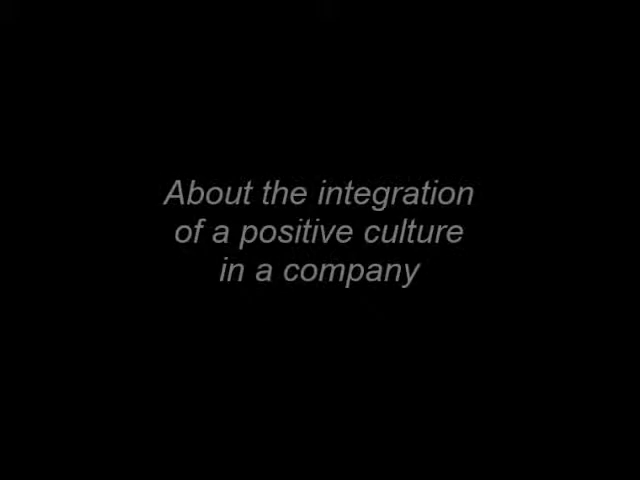 About the integration
of a positive culture
in a company